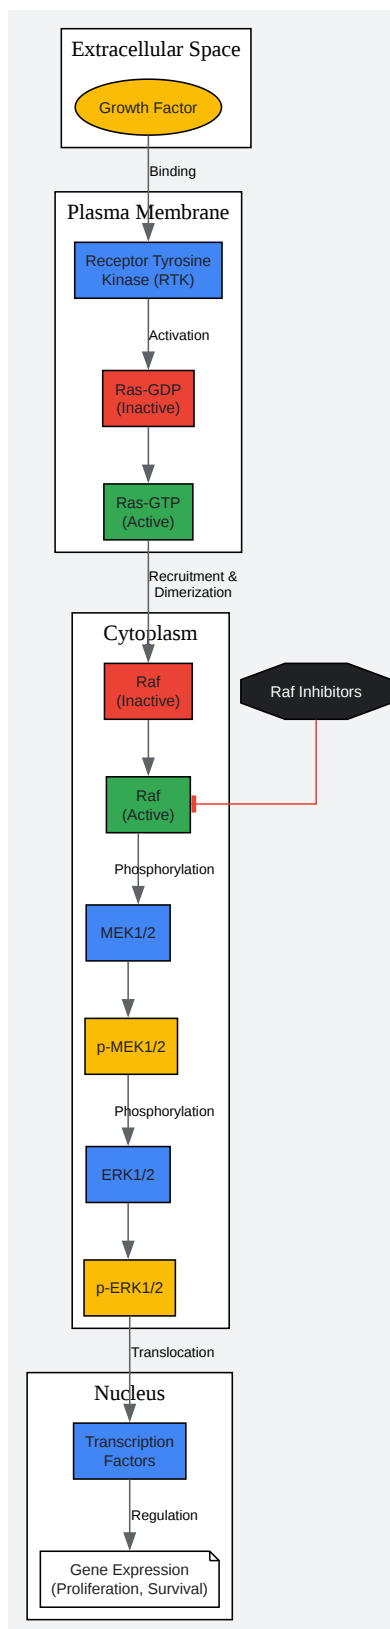 Extracellular Space
Growth Factor
Binding
Plasma Membrane
Receptor Tyrosine
Kinase (RTK)
Activation
Ras-GDP
(Inactive)
Ras-GTP
(Active)
Recruitment &
Dimerization
Cytoplasm
Raf
(Inactive)
Raf Inhibitors
Raf
(Active)
Phosphorylation
MEK1/2
p-MEK1/2
Phosphorylation
ERK1/2
p-ERK1/2
Translocation
Nucleus
Transcription
Factors
Regulation
Gene Expression
(Proliferation, Survival)